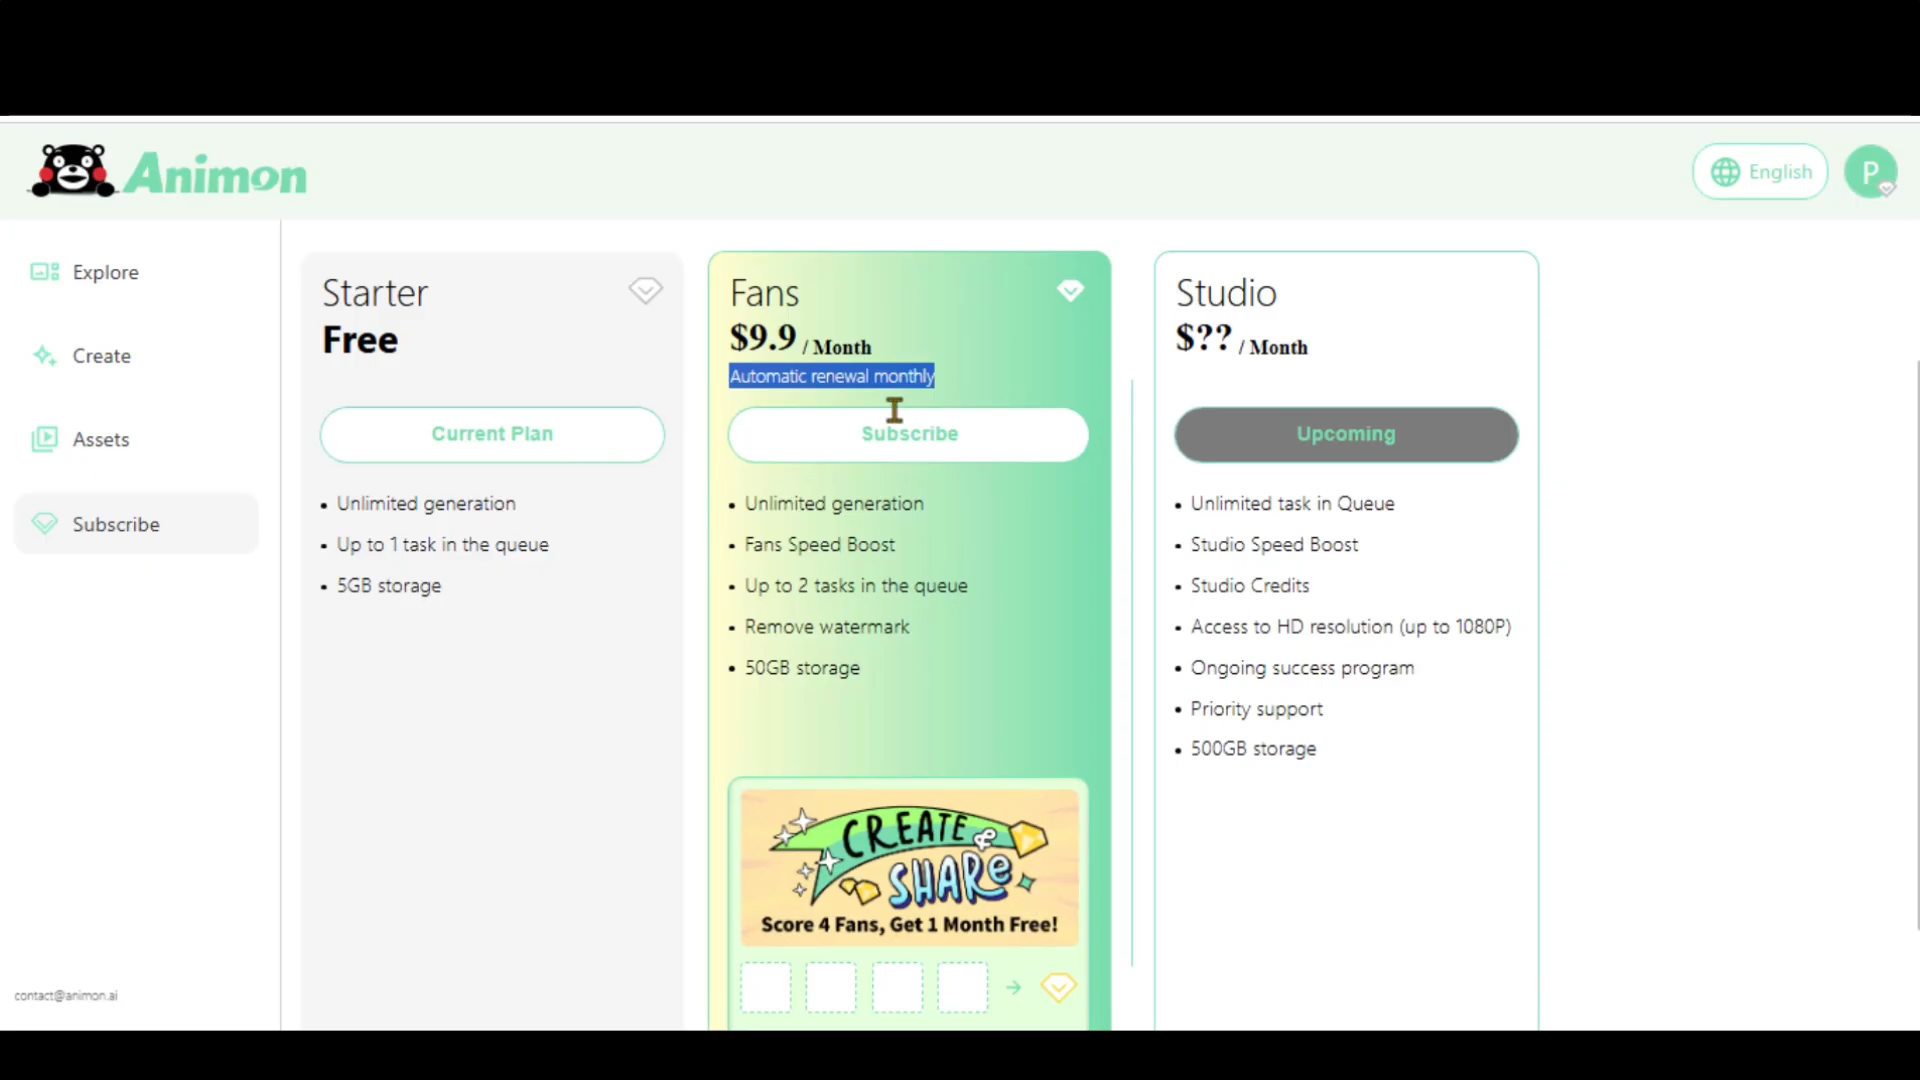 Animon
English
P
Explore
Create
Assets
Subscribe
contact@animon.ai
Starter
Free
Current Plan
• Unlimited generation
• Up to 1 task in the queue
• 5GB storage
Fans
$9.9 / Month
Automatic renewal monthly
Subscribe
• Unlimited generation
• Fans Speed Boost
• Up to 2 tasks in the queue
• Remove watermark
• 50GB storage
CREATE &
SHARE
Score 4 Fans, Get 1 Month Free!
Studio
$?? / Month
Upcoming
• Unlimited task in Queue
• Studio Speed Boost
• Studio Credits
• Access to HD resolution (up to 1080P)
• Ongoing success program
• Priority support
• 500GB storage